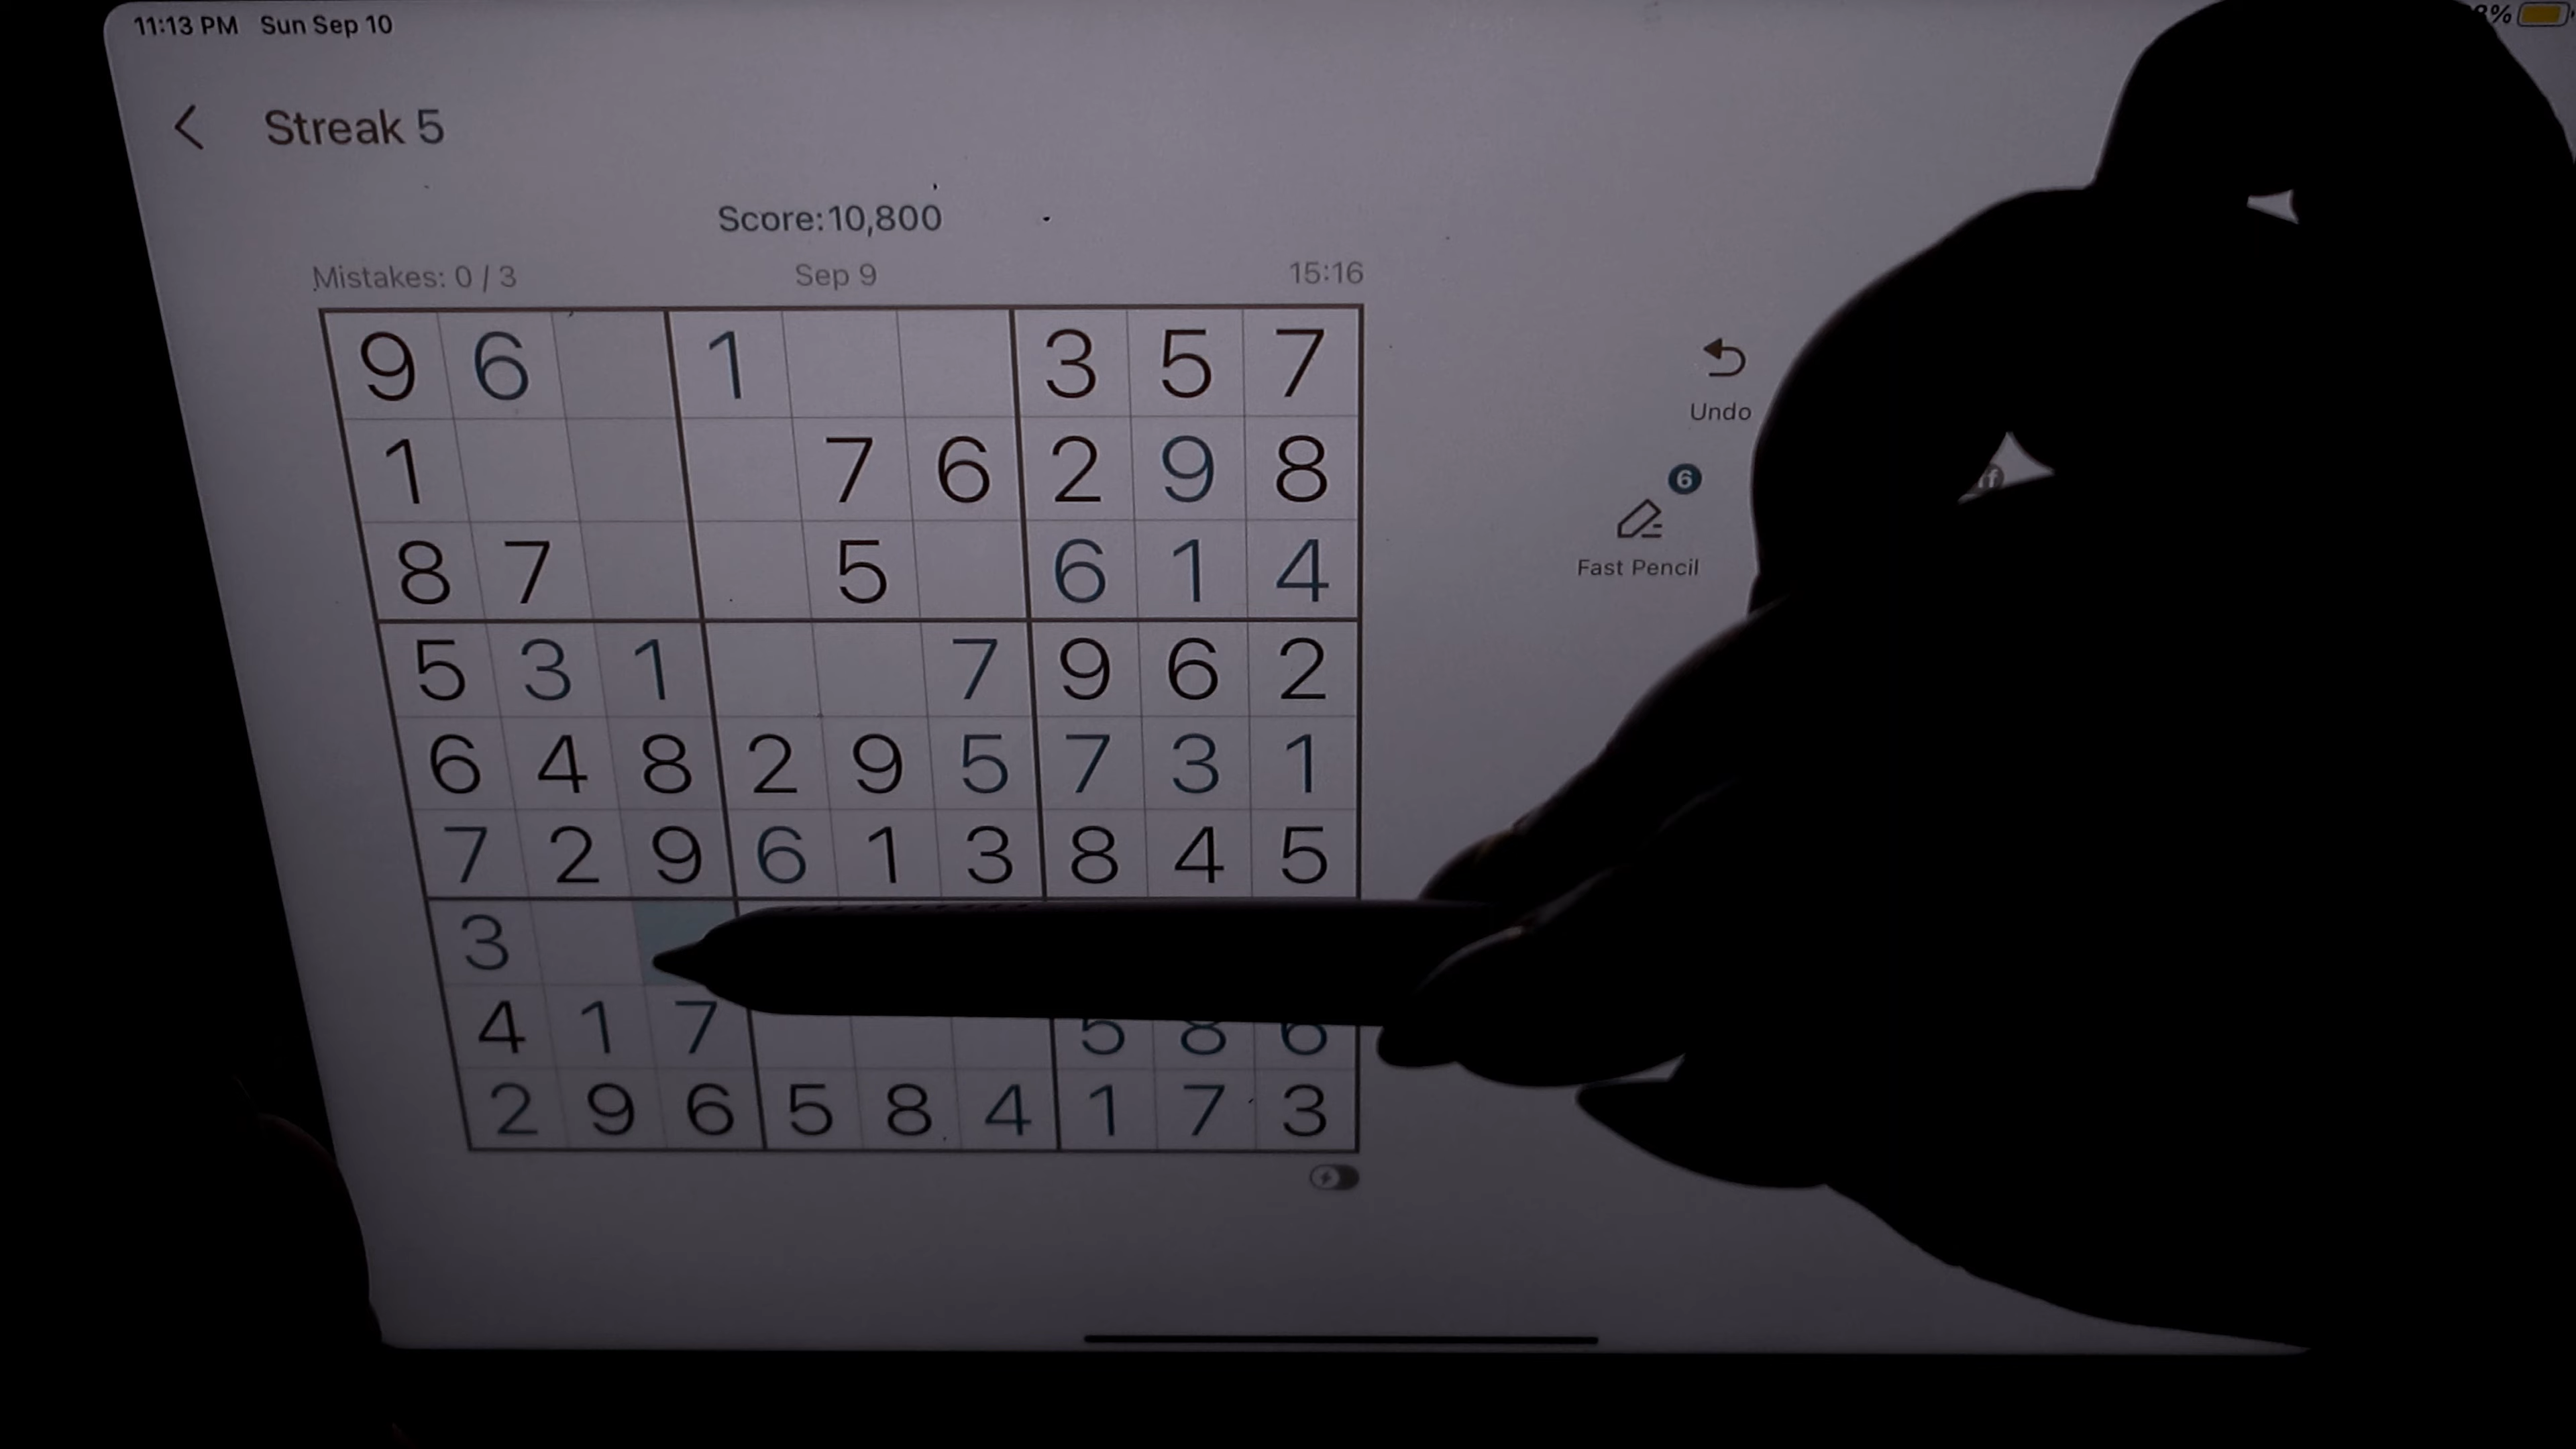 11:13 PM Sun Sep 10
Streak 5
Score:10,800
Mistakes: 0 / 3 Sep 9 15:16
9 6 1 3 5 7
1 7 6 2 9 8
8 7 5 6 1 4
5 3 1 7 9 6 2
6 4 8 2 9 5 7 3 1
7 2 9 6 1 3 8 4 5
3
4 1 7 5 8 6
2 9 6 5 8 4 1 7 3
Undo
6
Fast Pencil